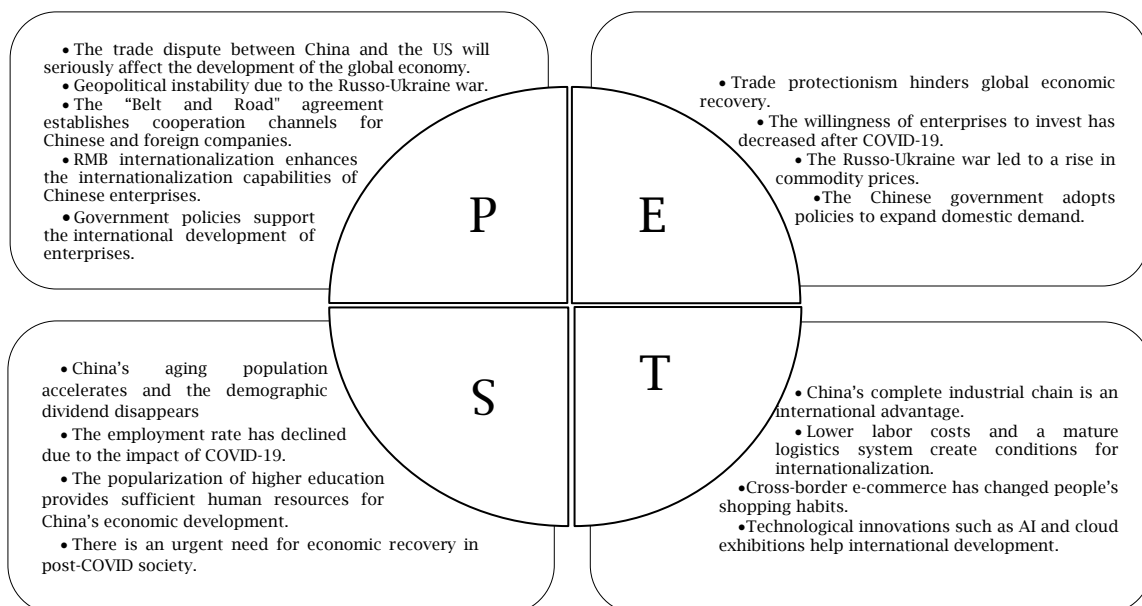 • The trade dispute between China and the US will
seriously affect the development of the global economy.
• Geopolitical instability due to the Russo-Ukraine war.
• The “Belt and Road" agreement
establishes cooperation channels for
Chinese and foreign companies.
• RMB internationalization enhances
the internationalization capabilities of
Chinese enterprises.
• Government policies support
the international development of
enterprises.
P
• Trade protectionism hinders global economic
recovery.
• The willingness of enterprises to invest has
decreased after COVID-19.
• The Russo-Ukraine war led to a rise in
commodity prices.
• The Chinese government adopts
policies to expand domestic demand.
E
• China’s aging population
accelerates and the demographic
dividend disappears
• The employment rate has declined
due to the impact of COVID-19.
• The popularization of higher education
provides sufficient human resources for
China’s economic development.
• There is an urgent need for economic recovery in
post-COVID society.
S
• China’s complete industrial chain is an
international advantage.
• Lower labor costs and a mature
logistics system create conditions for
internationalization.
•Cross-border e-commerce has changed people’s
shopping habits.
•Technological innovations such as AI and cloud
exhibitions help international development.
T